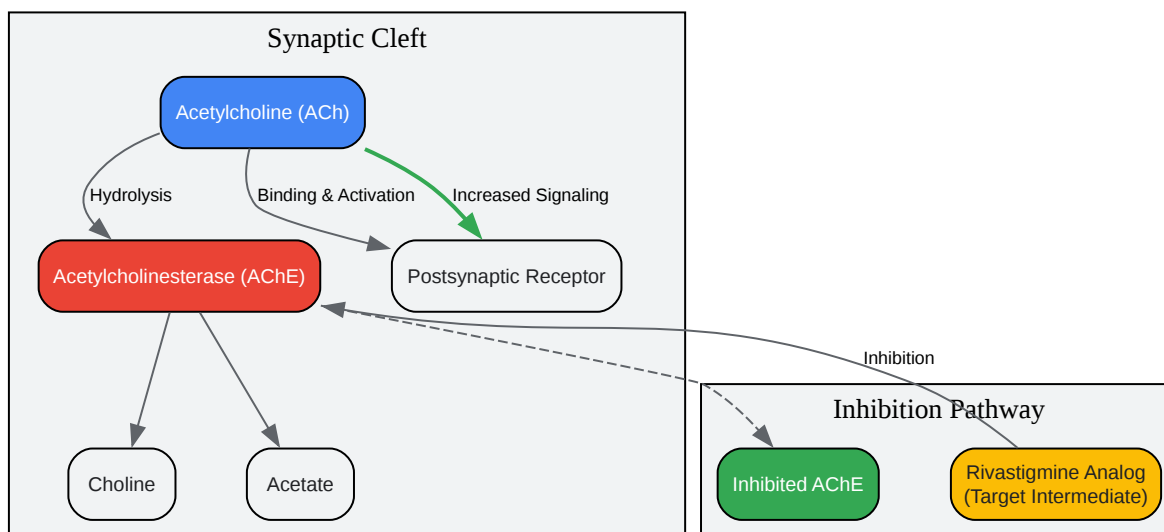 Synaptic Cleft
Acetylcholine (ACh)
Hydrolysis
Binding & Activation
Increased Signaling
Acetylcholinesterase (AChE)
Postsynaptic Receptor
Inhibition
Inhibition Pathway
Choline
Acetate
Inhibited AChE
Rivastigmine Analog
(Target Intermediate)